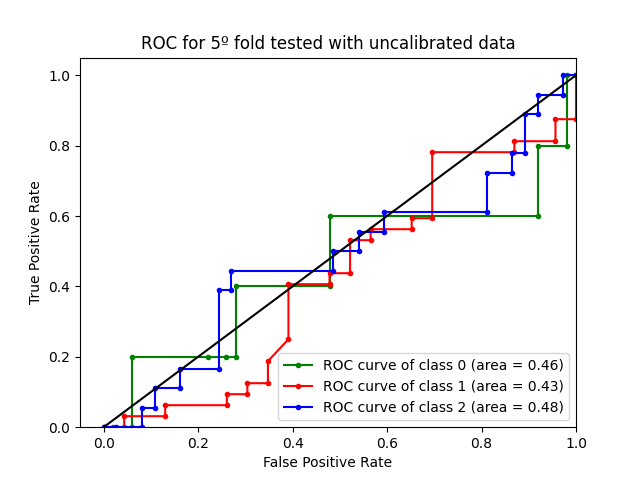 ROC for 5º fold tested with uncalibrated data
True Positive Rate
1.0
0.8
0.6
0.4
0.2
0.0
ROC curve of class 0 (area = 0.46)
ROC curve of class 1 (area = 0.43)
ROC curve of class 2 (area = 0.48)
0.0 0.2 0.4 0.6 0.8 1.0
False Positive Rate